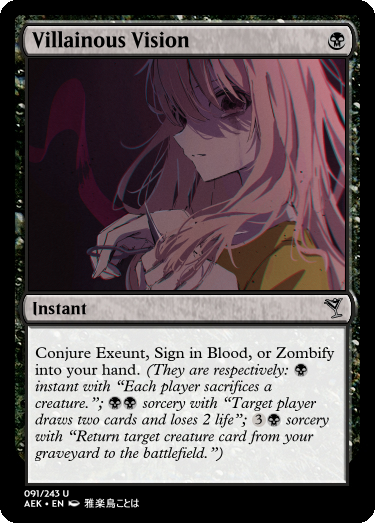 Villainous Vision
Instant
Conjure Exeunt, Sign in Blood, or Zombify
into your hand. (They are respectively:
instant with “Each player sacrifices a
creature.”; sorcery with “Target player
draws two cards and loses 2 life”; 3 sorcery
with “Return target creature card from your
graveyard to the battlefield.”)
091/243 U
AEK • EN 雅楽鳥ことは